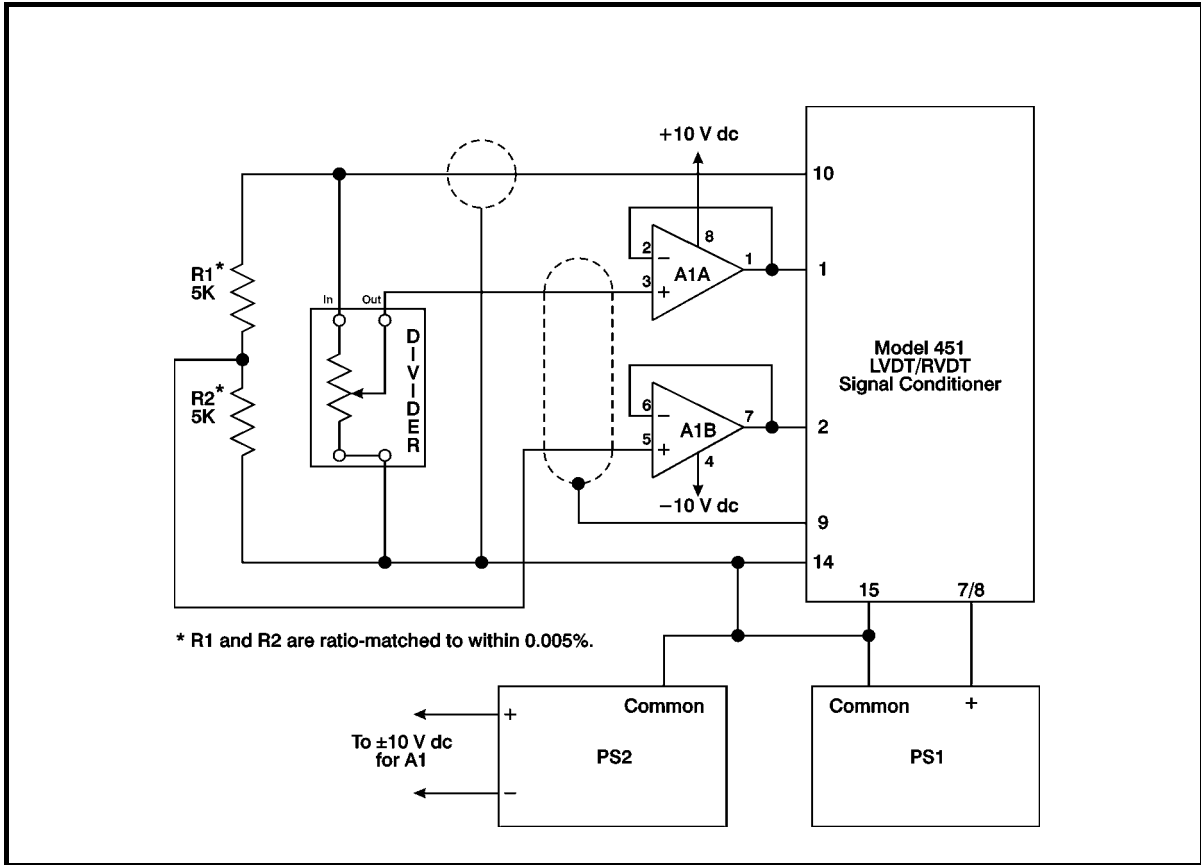 +10 V dc
10
8
2
−
1
1
R1*
5K
3
+
A1A
In
Out
DIVIDER
Model 451
LVDT/RVDT
Signal Conditioner
R2*
5K
6
−
7
2
5
+
A1B
4
−10 V dc
9
14
15
7/8
* R1 and R2 are ratio-matched to within 0.005%.
Common
Common
+
+
To ±10 V dc
for A1
PS2
PS1
−